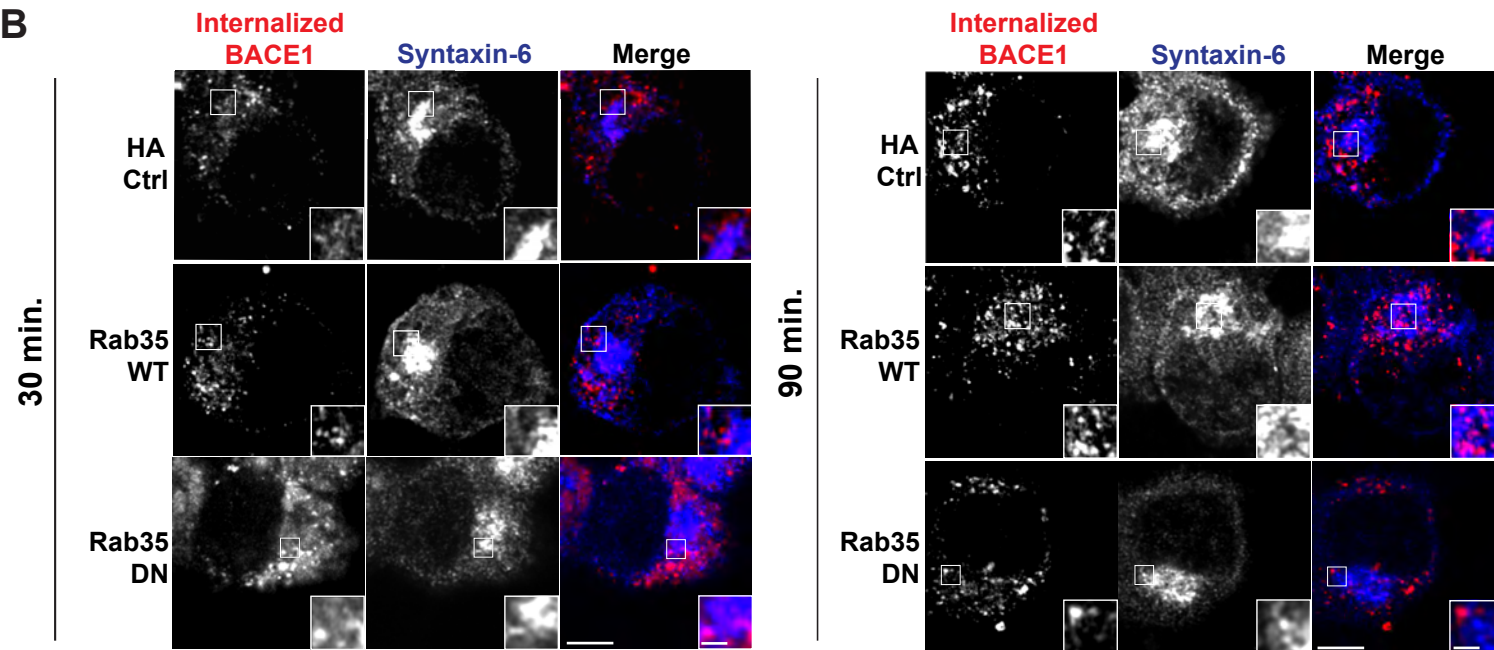 B
Internalized
BACE1
Syntaxin-6
Merge
30 min.
HA
Ctrl
Rab35
WT
Rab35
DN
Internalized
BACE1
Syntaxin-6
Merge
90 min.
HA
Ctrl
Rab35
WT
Rab35
DN